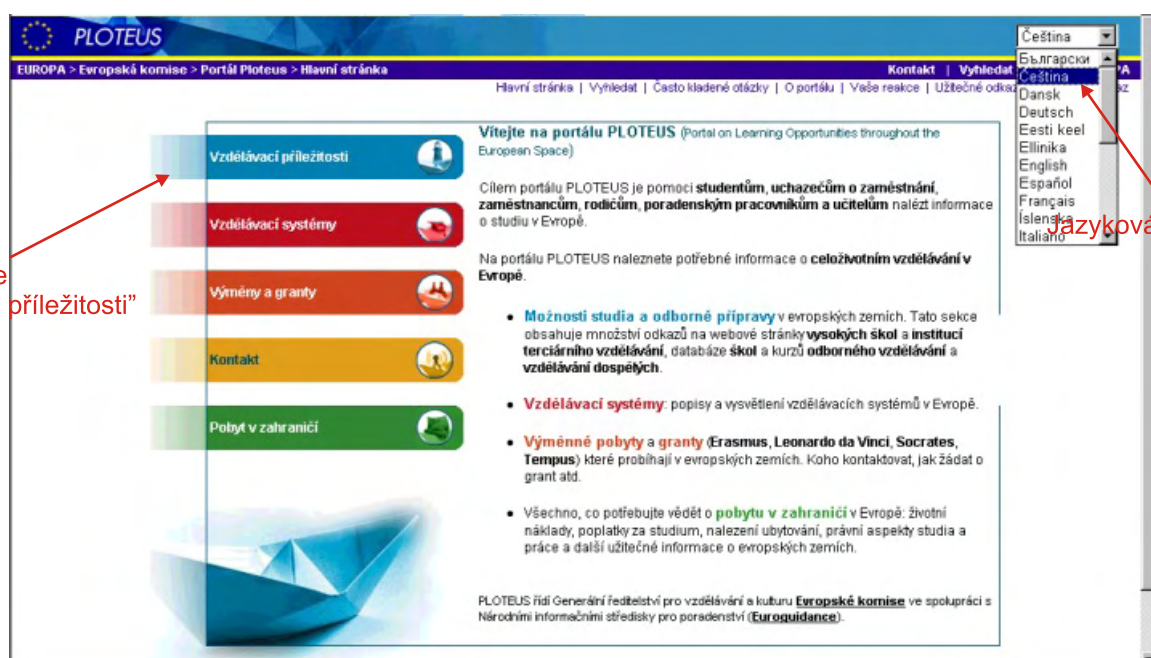 PLOTEUS
Čeština
EUROPA > Evropská komise > Portál Ploteus > Hlavní stránka
Kontakt | Vyhledat
Hlavní stránka | Vyhledat | Často kladené otázky | O portálu | Vaše reakce | Užitečné
Български
Čeština
Dansk
Deutsch
Eesti keel
Ellinika
English
Español
Français
Íslenska
Italiano
Jazyková
příležitosti”
Vzdělávací příležitosti
Vzdělávací systémy
Výměny a granty
Kontakt
Pobyt v zahraničí
Vítejte na portálu PLOTEUS (Portal on Learning Opportunities throughout the
European Space)
Cílem portálu PLOTEUS je pomoci studentům, uchazečům o zaměstnání,
zaměstnancům, rodičům, poradenským pracovníkům a učitelům nalézt informace
o studiu v Evropě.
Na portálu PLOTEUS naleznete potřebné informace o celoživotním vzdělávání v
Evropě.
• Možnosti studia a odborné přípravy v evropských zemích. Tato sekce
obsahuje množství odkazů na webové stránky vysokých škol a institucí
terciárního vzdělávání, databáze škol a kurzů odborného vzdělávání a
vzdělávání dospělých.
• Vzdělávací systémy: popisy a vysvětlení vzdělávacích systémů v Evropě.
• Výměnné pobyty a granty (Erasmus, Leonardo da Vinci, Socrates,
Tempus) které probíhají v evropských zemích. Koho kontaktovat, jak žádat o
grant atd.
• Všechno, co potřebujte vědět o pobytu v zahraničí v Evropě: životní
náklady, poplatky za studium, nalezení ubytování, právní aspekty studia a
práce a další užitečné informace o evropských zemích.
PLOTEUS řídí Generální ředitelství pro vzdělávání a kulturu Evropské komise ve spolupráci s
Národními informačními středisky pro poradenství (Euroguidance).